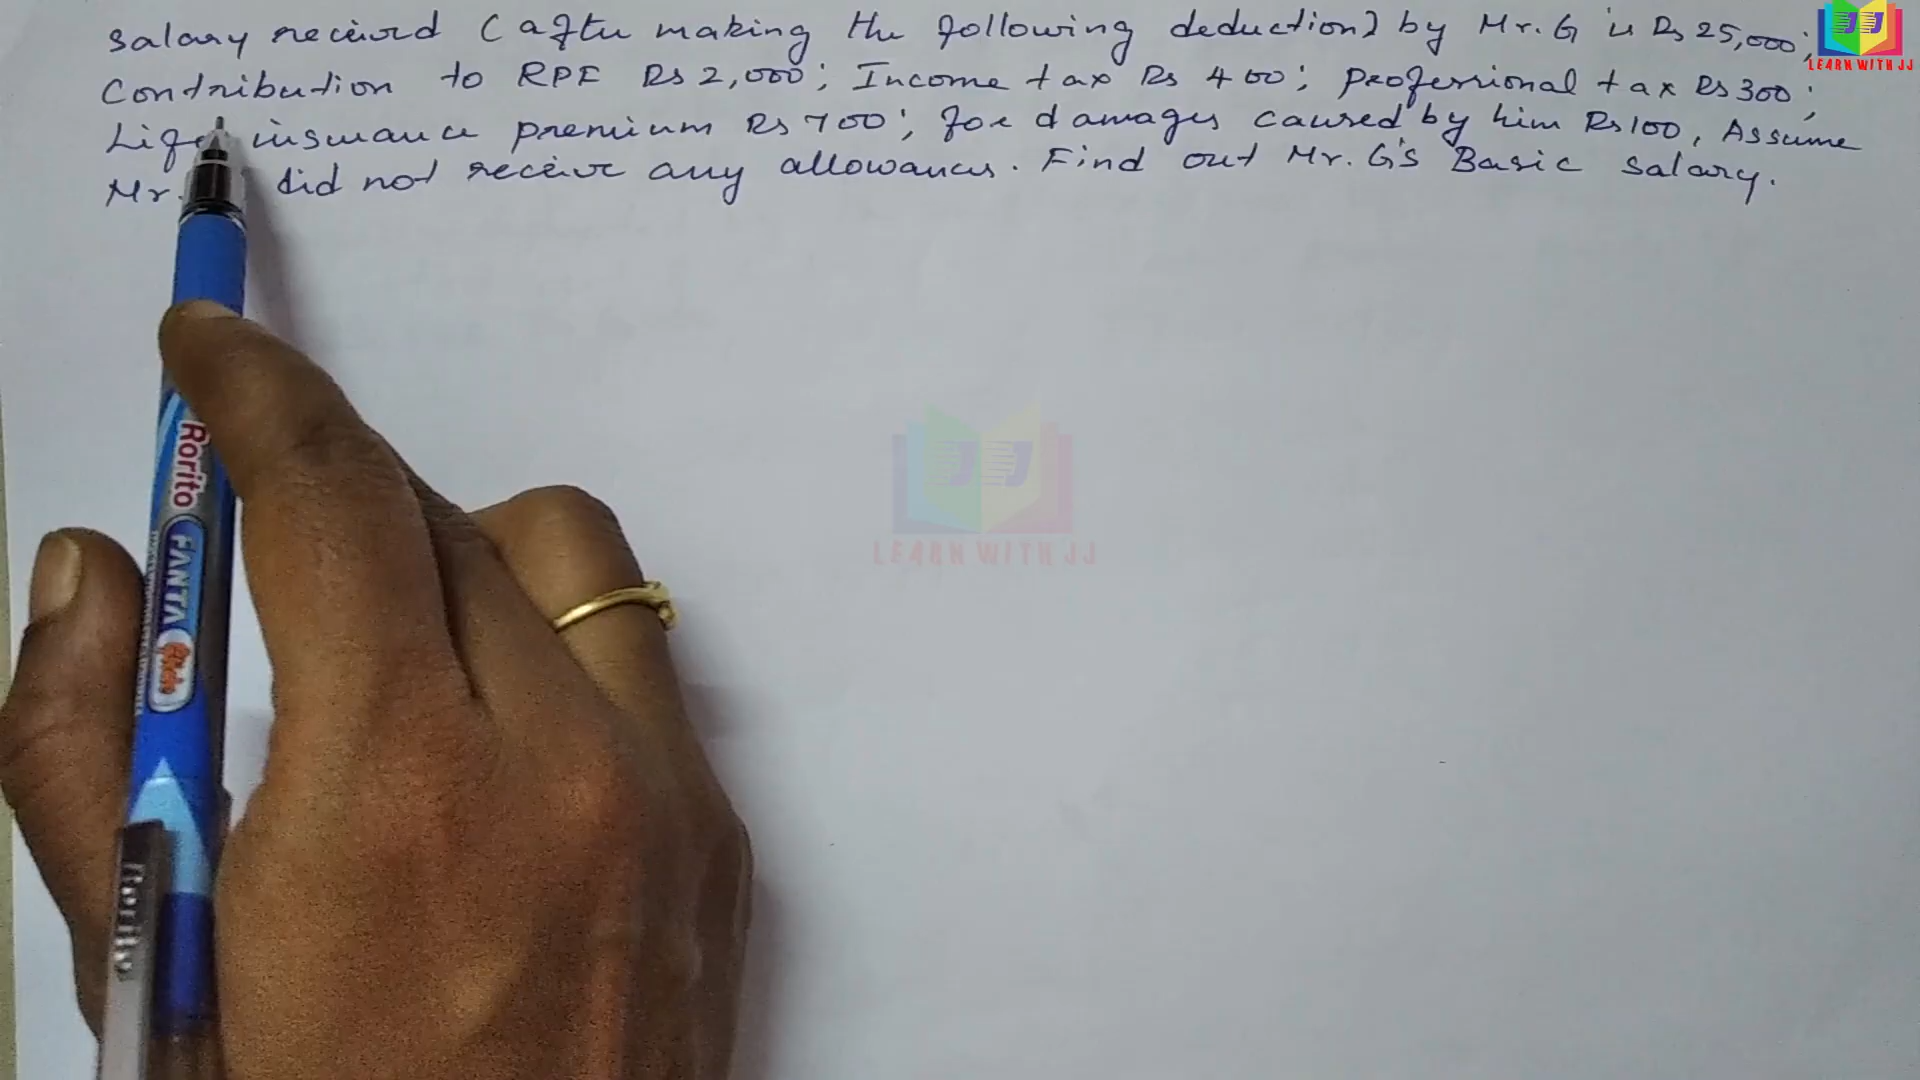 Salary received (after making the following deduction) by Mr. G is Rs 25,000;
Contribution to RPF Rs 2,000; Income tax Rs 400; professional tax Rs 300;
Life insurance premium Rs 700; for damages caused by him Rs 100, Assume
Mr. did not receive any allowances. Find out Mr. G's Basic salary.
JJ
LEARN WITH JJ
JJ
LEARN WITH JJ
Rorito
FANTA
Rorito